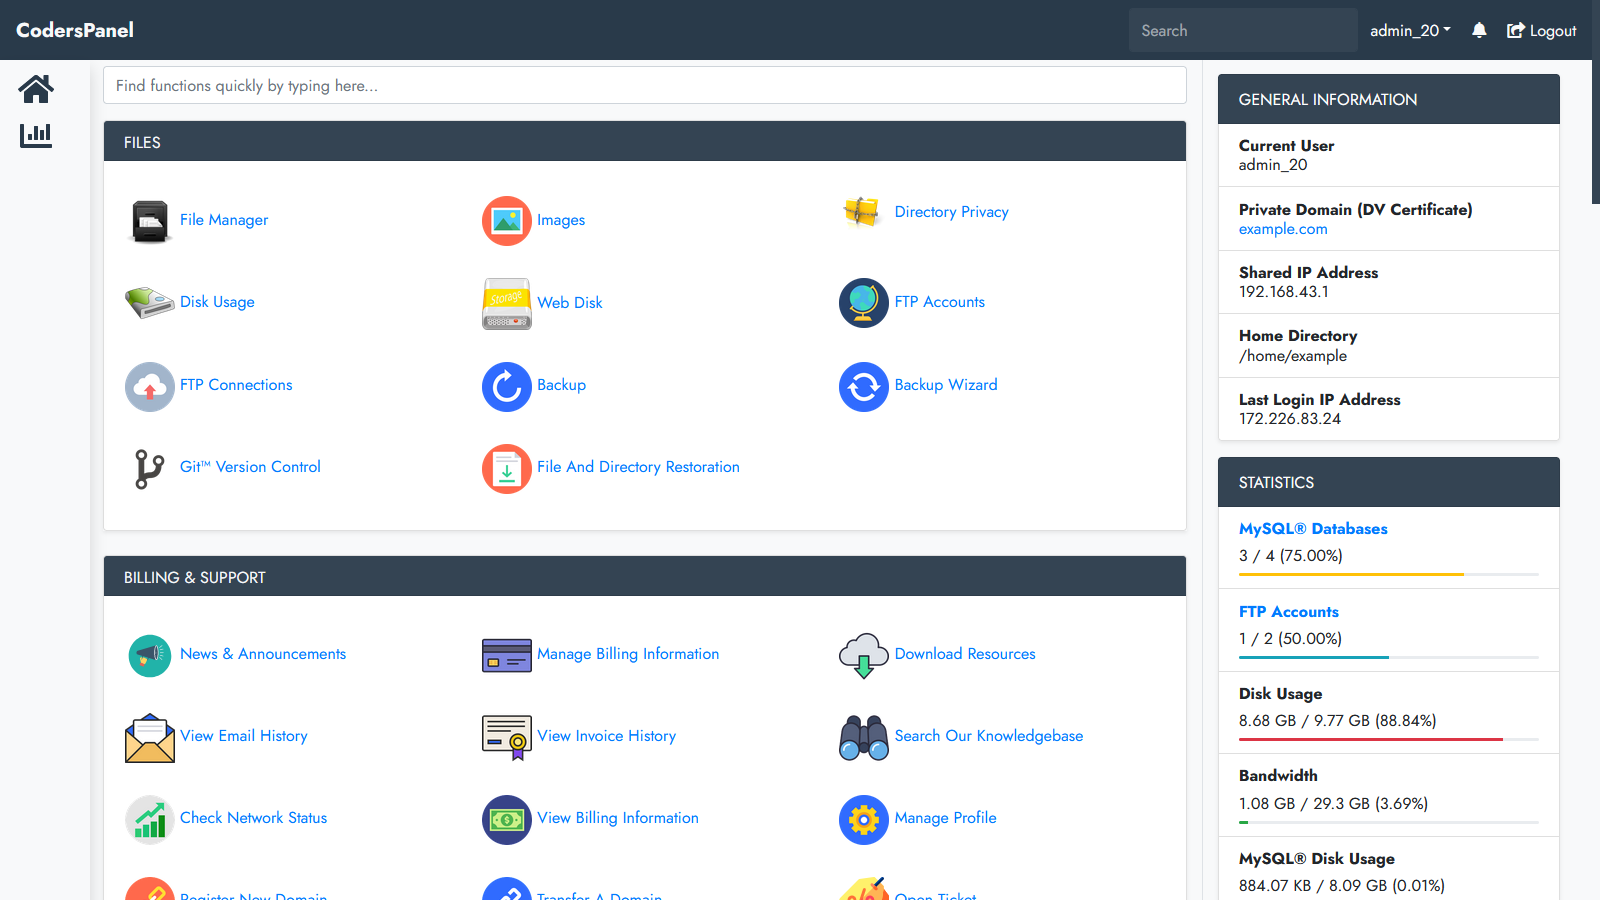 CodersPanel
Search
admin_20
Logout
Find functions quickly by typing here...
FILES
File Manager
Images
Directory Privacy
Disk Usage
Storage
Web Disk
FTP Accounts
FTP Connections
Backup
Backup Wizard
Git™ Version Control
File And Directory Restoration
BILLING & SUPPORT
News & Announcements
Manage Billing Information
Download Resources
View Email History
View Invoice History
Search Our Knowledgebase
Check Network Status
View Billing Information
Manage Profile
Register New Domain
Transfer A Domain
Open Ticket
GENERAL INFORMATION
Current User
admin_20
Private Domain (DV Certificate)
example.com
Shared IP Address
192.168.43.1
Home Directory
/home/example
Last Login IP Address
172.226.83.24
STATISTICS
MySQL® Databases
3 / 4 (75.00%)
FTP Accounts
1 / 2 (50.00%)
Disk Usage
8.68 GB / 9.77 GB (88.84%)
Bandwidth
1.08 GB / 29.3 GB (3.69%)
MySQL® Disk Usage
884.07 KB / 8.09 GB (0.01%)